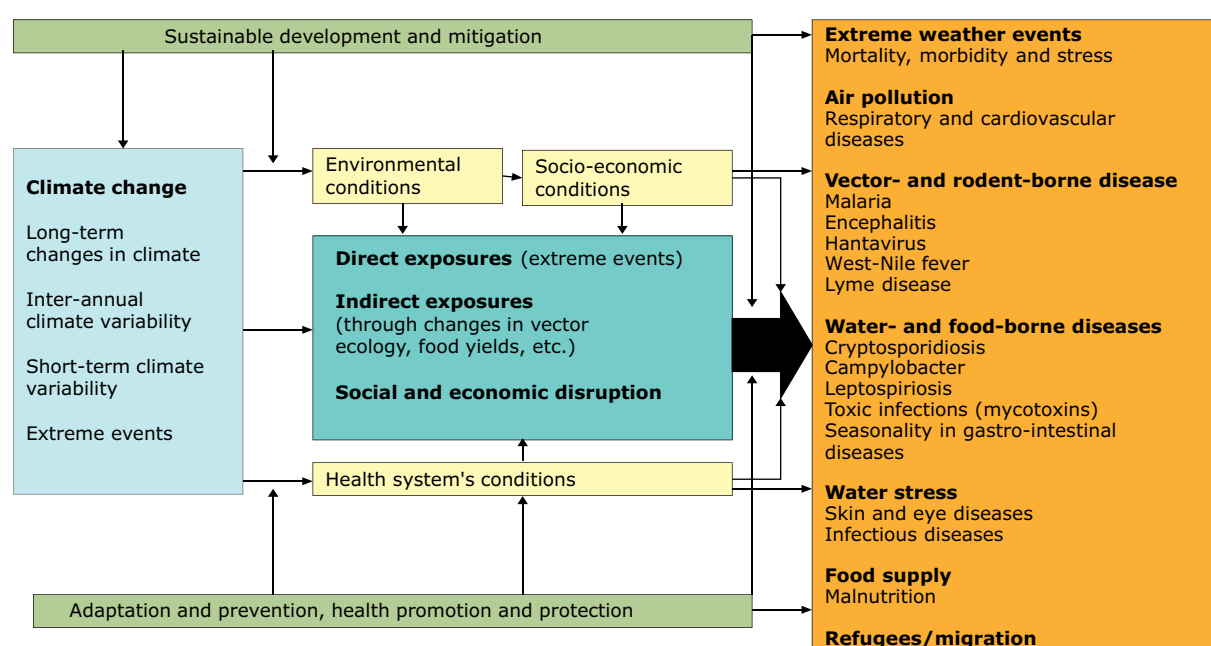 Sustainable development and mitigation
Climate change
Long-term
changes in climate
Inter-annual
climate variability
Short-term climate
variability
Extreme events
Environmental
conditions
Socio-economic
conditions
Direct exposures (extreme events)
Indirect exposures
(through changes in vector
ecology, food yields, etc.)
Social and economic disruption
Health system's conditions
Adaptation and prevention, health promotion and protection
Extreme weather events
Mortality, morbidity and stress
Air pollution
Respiratory and cardiovascular
diseases
Vector- and rodent-borne disease
Malaria
Encephalitis
Hantavirus
West-Nile fever
Lyme disease
Water- and food-borne diseases
Cryptosporidiosis
Campylobacter
Leptospiriosis
Toxic infections (mycotoxins)
Seasonality in gastro-intestinal
diseases
Water stress
Skin and eye diseases
Infectious diseases
Food supply
Malnutrition
Refugees/migration